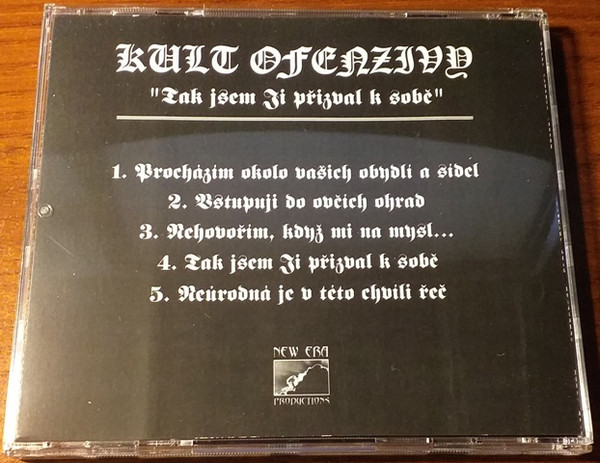 KULT OFENZIVY
"Tak jsem Ji přizval k sobě"
1. Procházím okolo vašich obydlí a sídel
2. Vstupuji do ovčích ohrad
3. Nehovořím, když mi na mysl...
4. Tak jsem Ji přizval k sobě
5. Neúrodná je v této chvíli řeč
NEW ERA
PRODUCTIONS